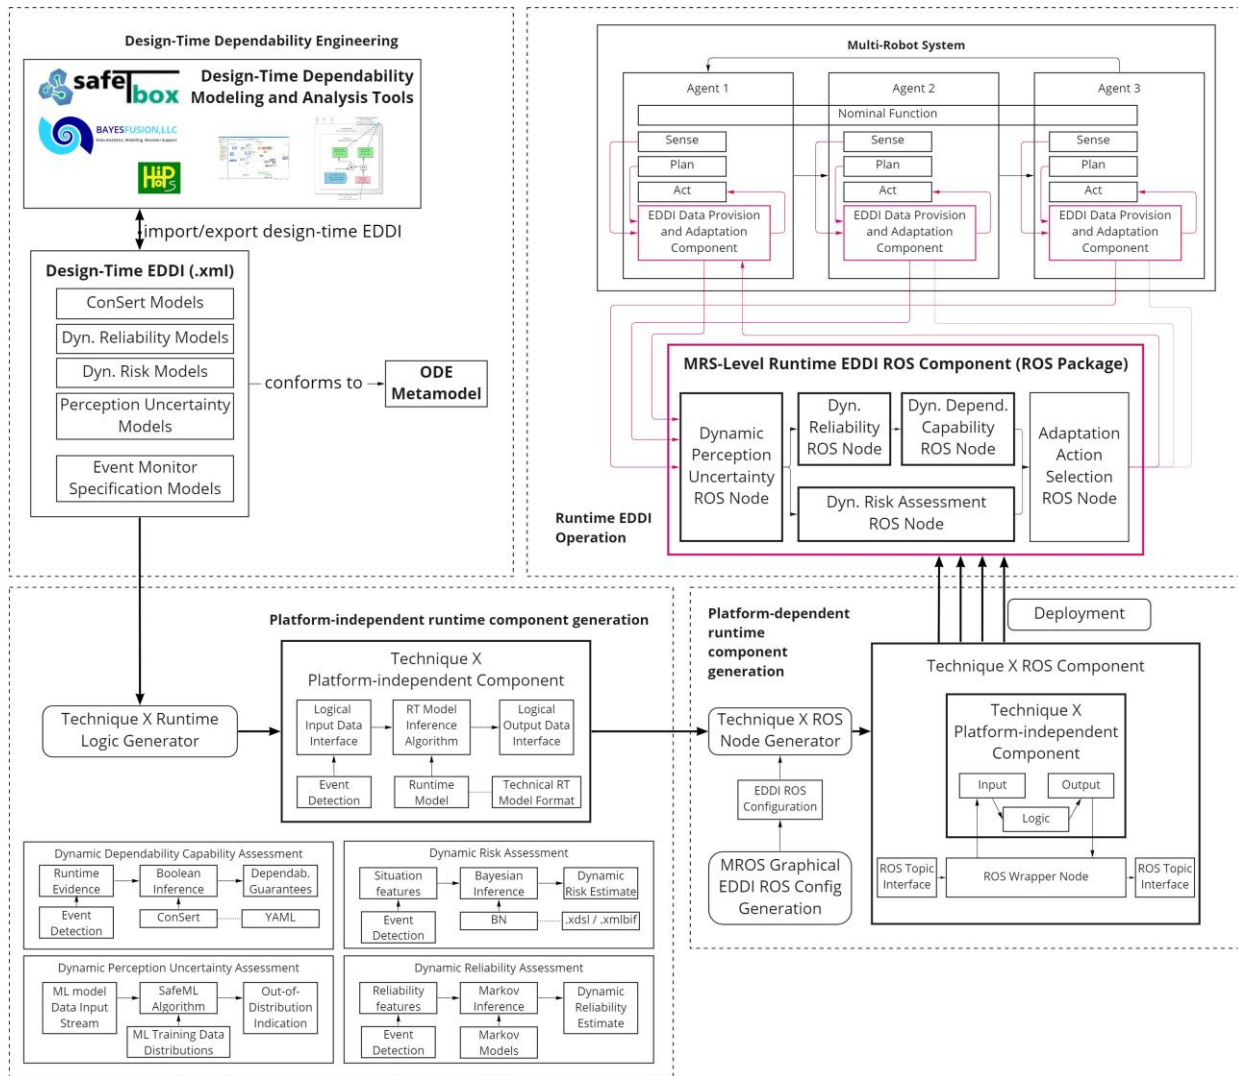 Design-Time Dependability Engineering
safeTbox
Design-Time Dependability
Modeling and Analysis Tools
BAYESFUSION,LLC
Data Analytics, Modeling, Decision Support
HiPS
import/export design-time EDDI
Design-Time EDDI (.xml)
ConSert Models
Dyn. Reliability Models
Dyn. Risk Models
Perception Uncertainty
Models
Event Monitor
Specification Models
conforms to
ODE
Metamodel
Multi-Robot System
Agent 1
Agent 2
Agent 3
Nominal Function
Sense
Plan
Act
EDDI Data Provision
and Adaptation
Component
Sense
Plan
Act
EDDI Data Provision
and Adaptation
Component
Sense
Plan
Act
EDDI Data Provision
and Adaptation
Component
MRS-Level Runtime EDDI ROS Component (ROS Package)
Dynamic
Perception
Uncertainty
ROS Node
Dyn.
Reliability
ROS Node
Dyn. Depend.
Capability
ROS Node
Dyn. Risk Assessment
ROS Node
Adaptation
Action
Selection
ROS Node
Runtime EDDI
Operation
Platform-independent runtime component generation
Technique X Runtime
Logic Generator
Technique X
Platform-independent Component
Logical
Input Data
Interface
RT Model
Inference
Algorithm
Logical
Output Data
Interface
Event
Detection
Runtime
Model
Technical RT
Model Format
Dynamic Dependability Capability Assessment
Runtime
Evidence
Boolean
Inference
Dependab.
Guarantees
Event
Detection
ConSert
YAML
Dynamic Risk Assessment
Situation
features
Bayesian
Inference
Dynamic
Risk Estimate
Event
Detection
BN
.xdsl / .xmlbif
Dynamic Perception Uncertainty Assessment
ML model
Data Input
Stream
SafeML
Algorithm
Out-of-
Distribution
Indication
ML Training Data
Distributions
Dynamic Reliability Assessment
Reliability
features
Markov
Inference
Dynamic
Reliability
Estimate
Event
Detection
Markov
Models
Platform-dependent
runtime
component
generation
Deployment
Technique X ROS
Node Generator
EDDI ROS
Configuration
MROS Graphical
EDDI ROS Config
Generation
Technique X ROS Component
Technique X
Platform-independent
Component
Input
Output
Logic
ROS Topic
Interface
ROS Wrapper Node
ROS Topic
Interface